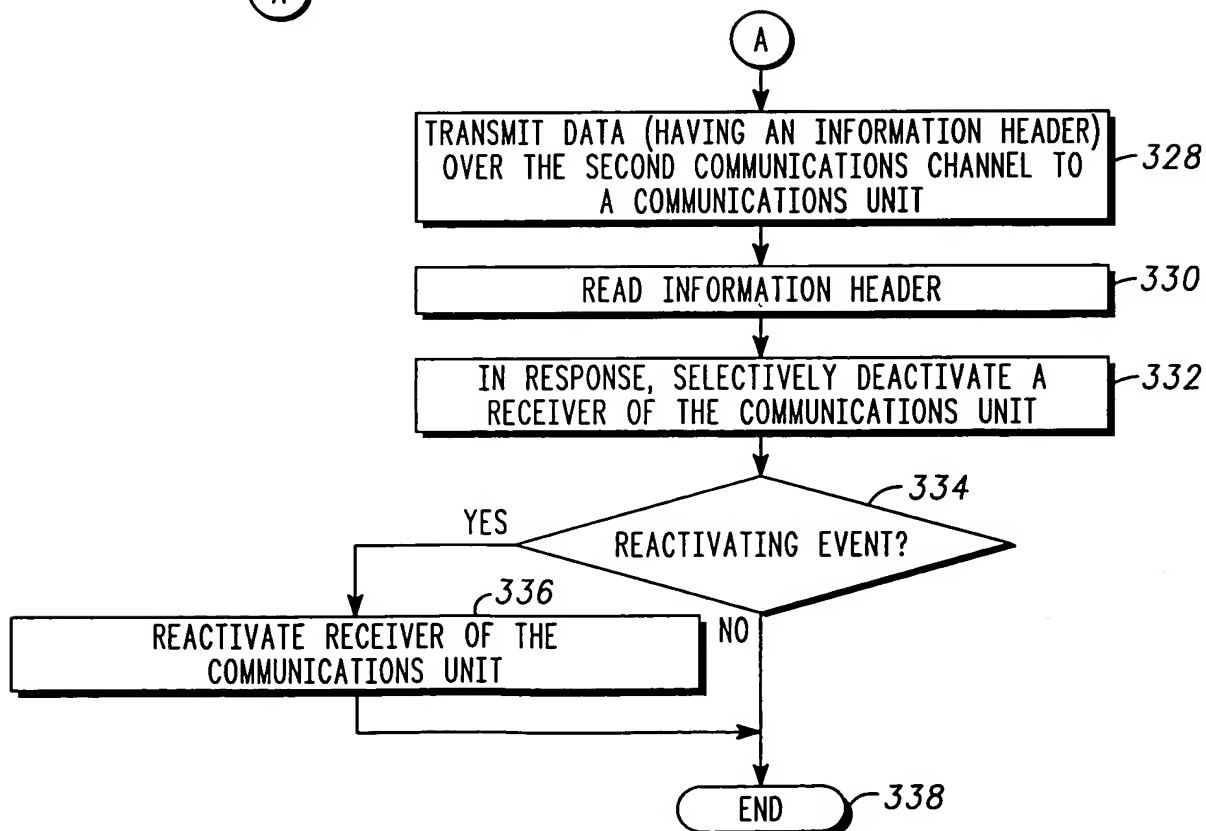 A
TRANSMIT DATA (HAVING AN INFORMATION HEADER)
OVER THE SECOND COMMUNICATIONS CHANNEL TO
A COMMUNICATIONS UNIT
328
READ INFORMATION HEADER
330
IN RESPONSE, SELECTIVELY DEACTIVATE A
RECEIVER OF THE COMMUNICATIONS UNIT
332
334
YES
REACTIVATING EVENT?
336
REACTIVATE RECEIVER OF THE
COMMUNICATIONS UNIT
NO
END
338